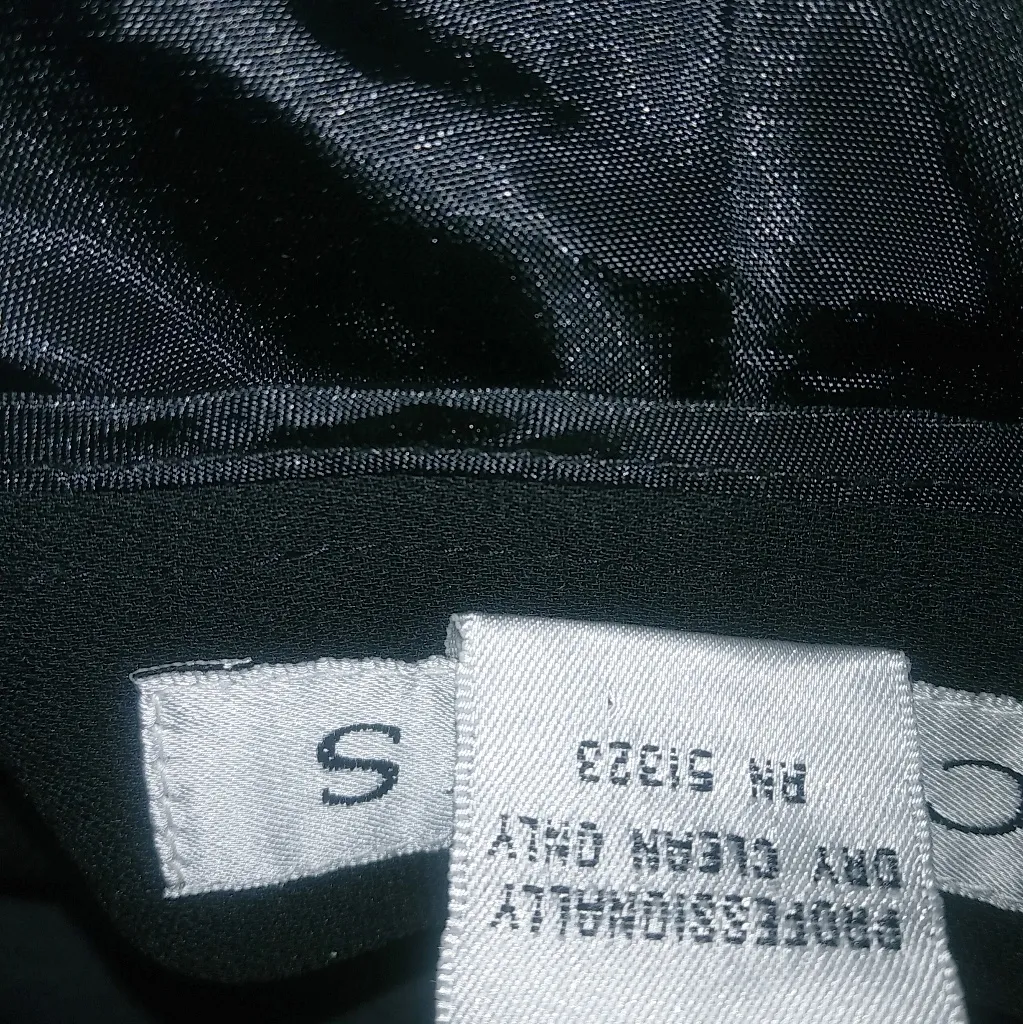 PROFESSIONALLY
DRY CLEAN ONLY
RN 51323
C S